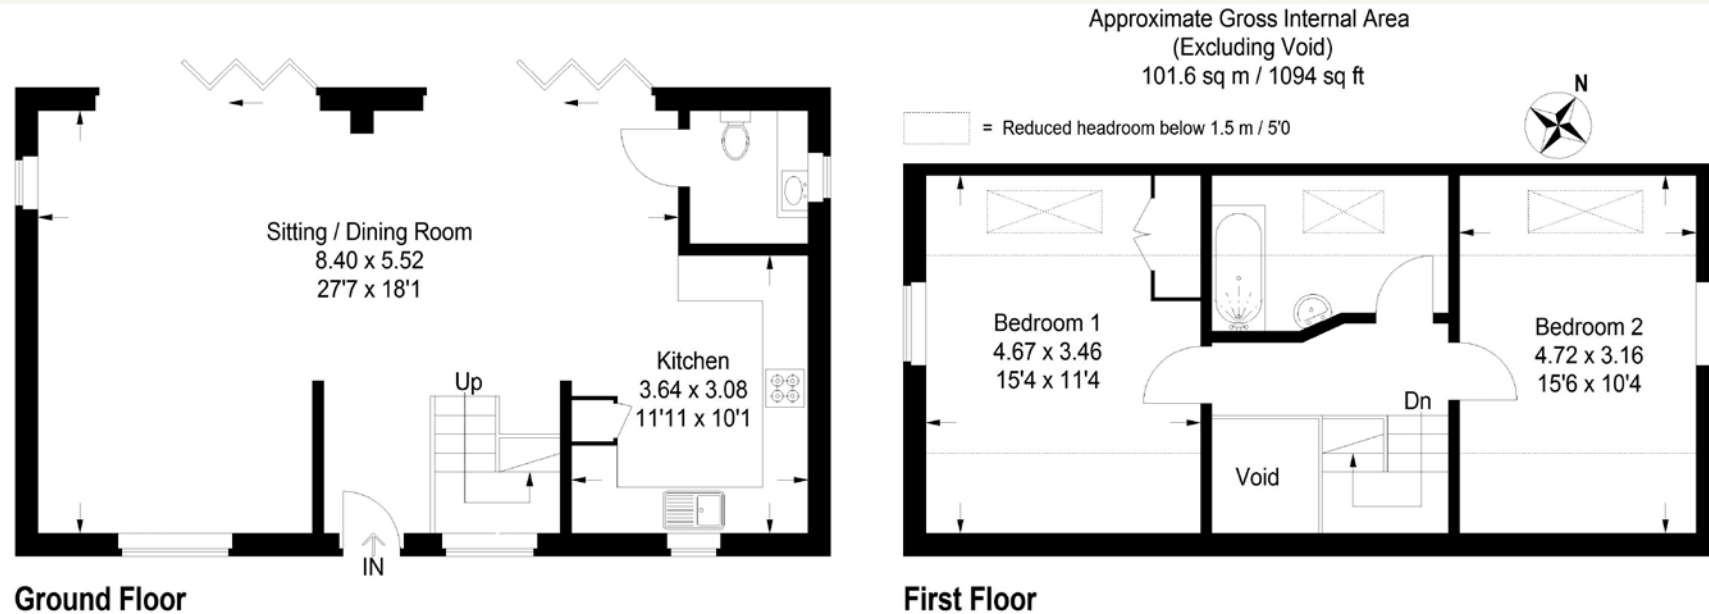 Approximate Gross Internal Area
(Excluding Void)
101.6 sq m / 1094 sq ft
N
= Reduced headroom below 1.5 m / 5'0
Sitting / Dining Room
8.40 x 5.52
27'7 x 18'1
Kitchen
3.64 x 3.08
11'11 x 10'1
Up
IN
Ground Floor
Bedroom 1
4.67 x 3.46
15'4 x 11'4
Bedroom 2
4.72 x 3.16
15'6 x 10'4
Dn
Void
First Floor